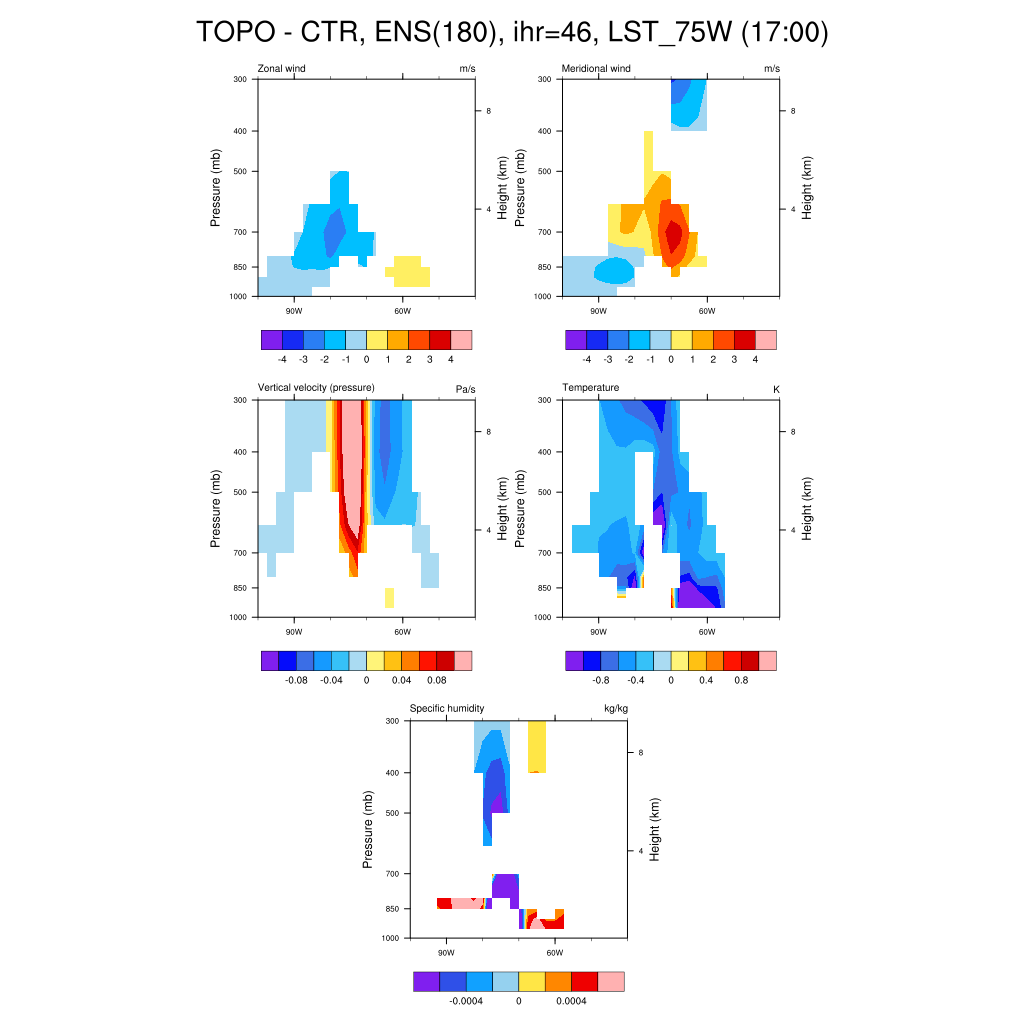 TOPO - CTR, ENS(180), ihr=46, LST_75W (17:00)
Zonal wind m/s
300
400
500
700
850
1000
Pressure (mb)
8
4
Height (km)
90W 60W
-4 -3 -2 -1 0 1 2 3 4
Meridional wind m/s
300
400
500
700
850
1000
Pressure (mb)
8
4
Height (km)
90W 60W
-4 -3 -2 -1 0 1 2 3 4
Vertical velocity (pressure) Pa/s
300
400
500
700
850
1000
Pressure (mb)
8
4
Height (km)
90W 60W
-0.08 -0.04 0 0.04 0.08
Temperature K
300
400
500
700
850
1000
Pressure (mb)
8
4
Height (km)
90W 60W
-0.8 -0.4 0 0.4 0.8
Specific humidity kg/kg
300
400
500
700
850
1000
Pressure (mb)
8
4
Height (km)
90W 60W
-0.0004 0 0.0004